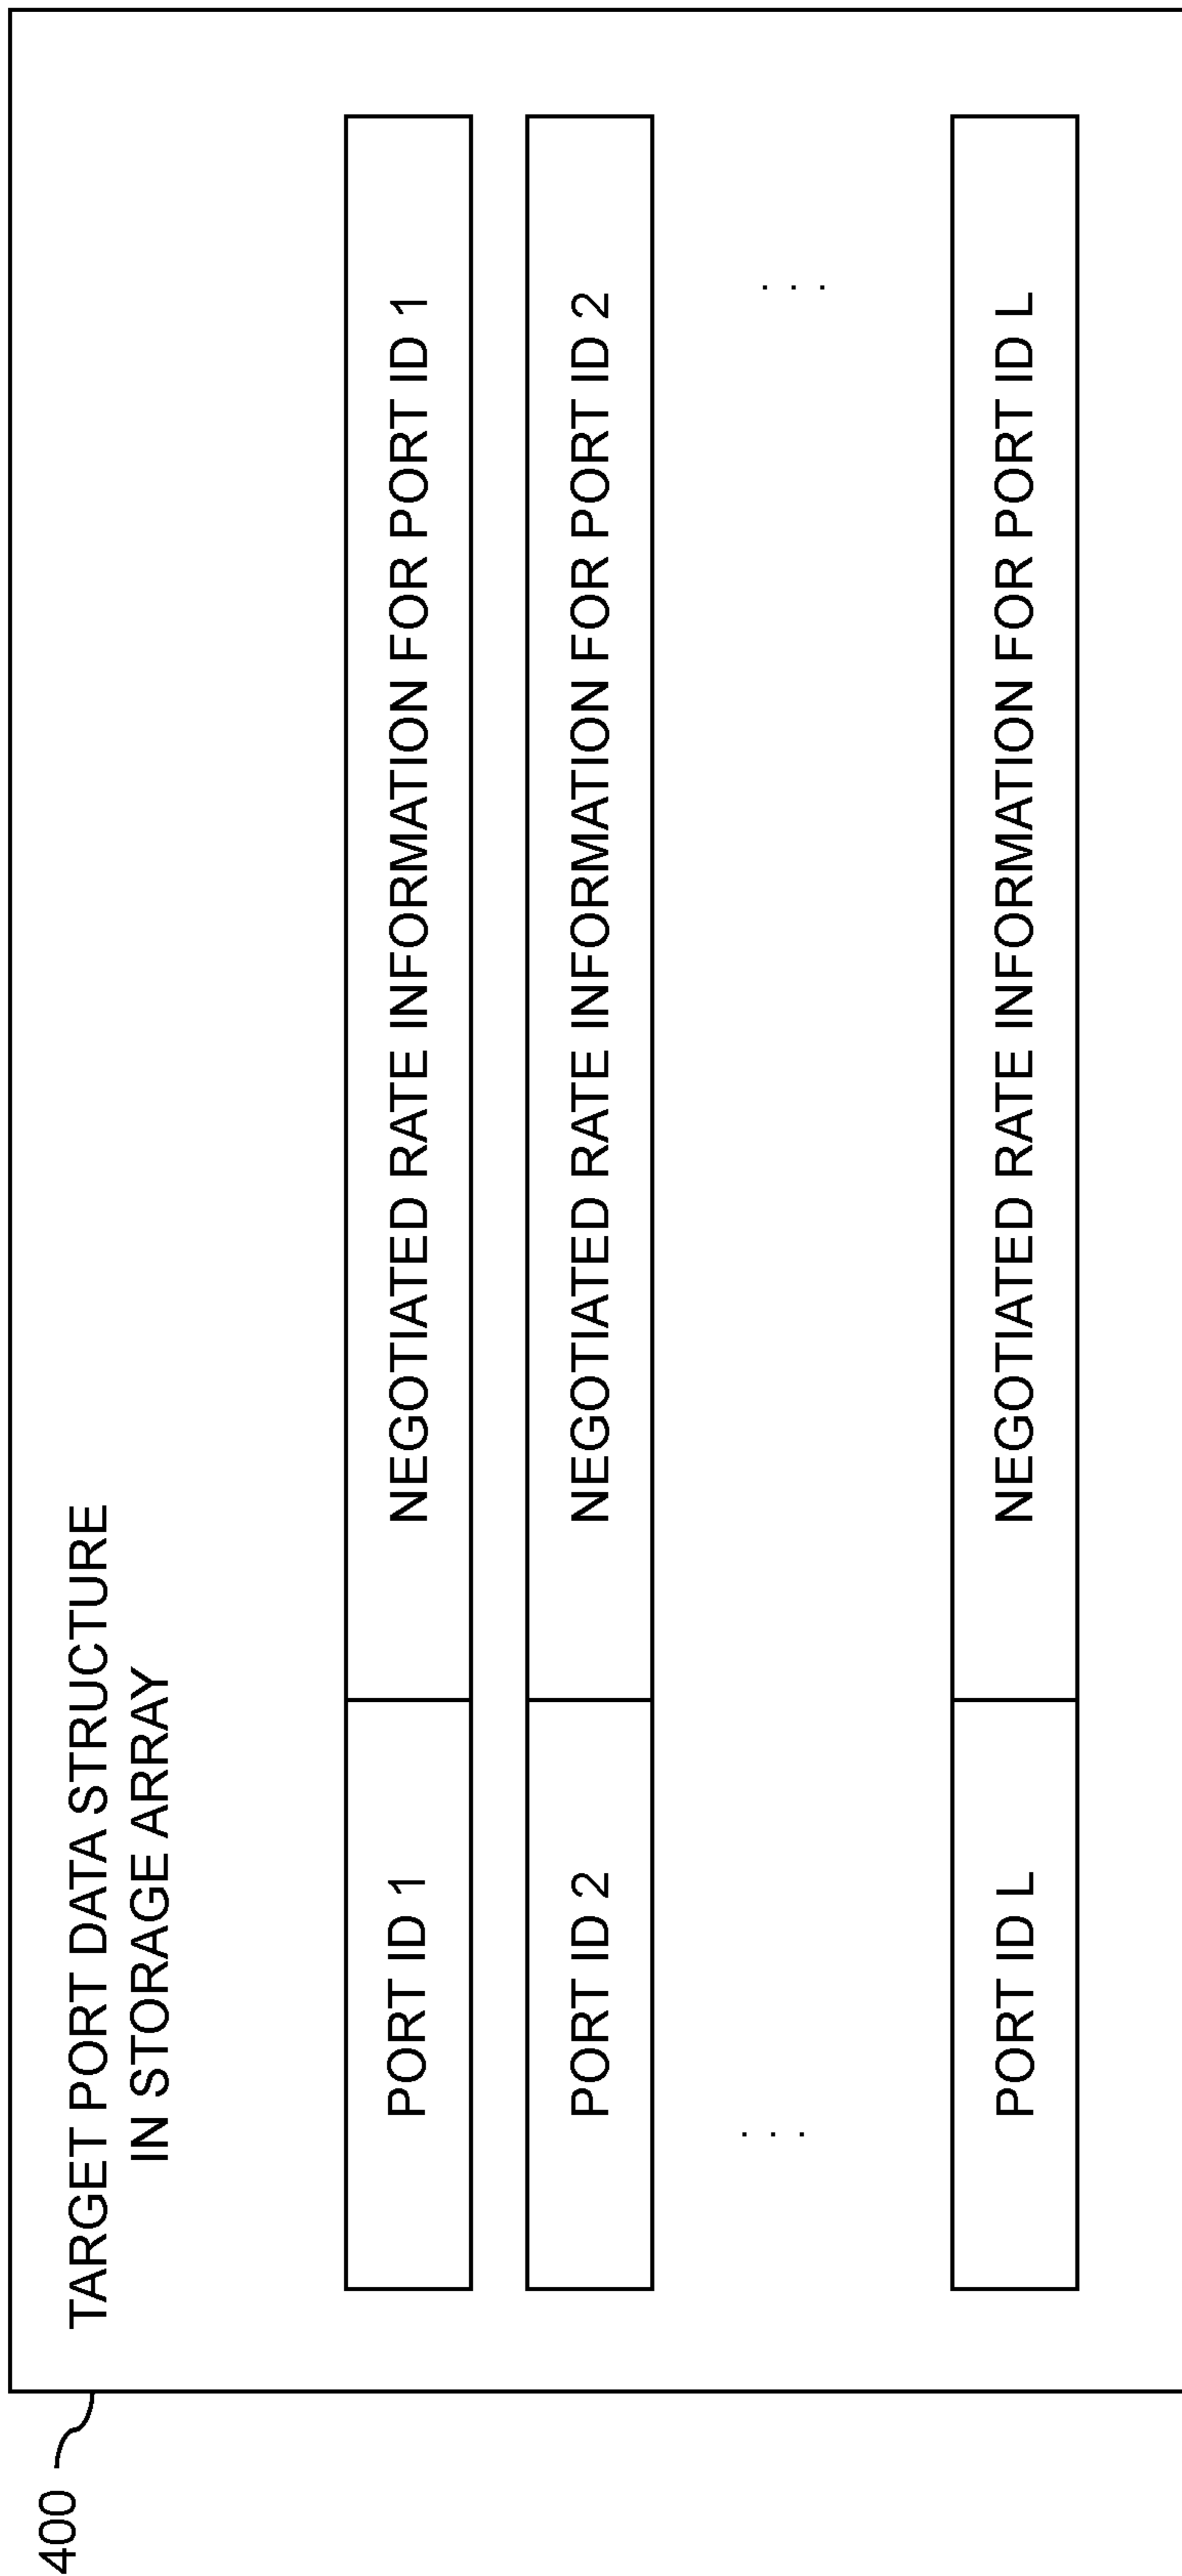 400
TARGET PORT DATA STRUCTURE
IN STORAGE ARRAY
PORT ID 1
NEGOTIATED RATE INFORMATION FOR PORT ID 1
PORT ID 2
NEGOTIATED RATE INFORMATION FOR PORT ID 2
. . .
. . .
PORT ID L
NEGOTIATED RATE INFORMATION FOR PORT ID L